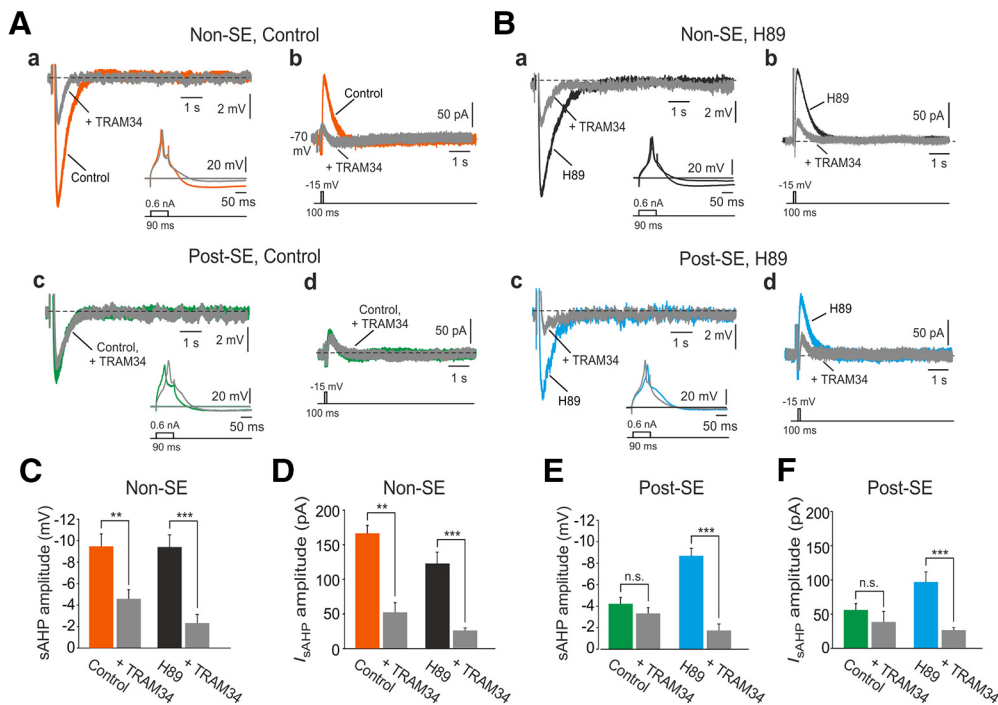 A
Non-SE, Control
a
+ TRAM34
Control
1 s
2 mV
20 mV
50 ms
0.6 nA
90 ms
b
Control
50 pA
-70
mV
+ TRAM34
1 s
-15 mV
100 ms
Post-SE, Control
c
Control,
+ TRAM34
1 s
2 mV
20 mV
50 ms
0.6 nA
90 ms
d
Control,
+ TRAM34
50 pA
1 s
-15 mV
100 ms
B
Non-SE, H89
a
+ TRAM34
H89
1 s
2 mV
20 mV
50 ms
0.6 nA
90 ms
b
H89
50 pA
+ TRAM34
1 s
-15 mV
100 ms
Post-SE, H89
c
+ TRAM34
H89
1 s
2 mV
20 mV
50 ms
0.6 nA
90 ms
d
H89
50 pA
+ TRAM34
1 s
-15 mV
100 ms
C
Non-SE
sAHP amplitude (mV)
-12
-10
-8
-6
-4
-2
0
**
***
Control
+ TRAM34
H89
+ TRAM34
D
Non-SE
IsAHP amplitude (pA)
200
150
100
50
0
**
***
Control
+ TRAM34
H89
+ TRAM34
E
Post-SE
sAHP amplitude (mV)
-12
-10
-8
-6
-4
-2
0
n.s.
***
Control
+ TRAM34
H89
+ TRAM34
F
Post-SE
IsAHP amplitude (pA)
200
150
100
50
0
n.s.
***
Control
+ TRAM34
H89
+ TRAM34